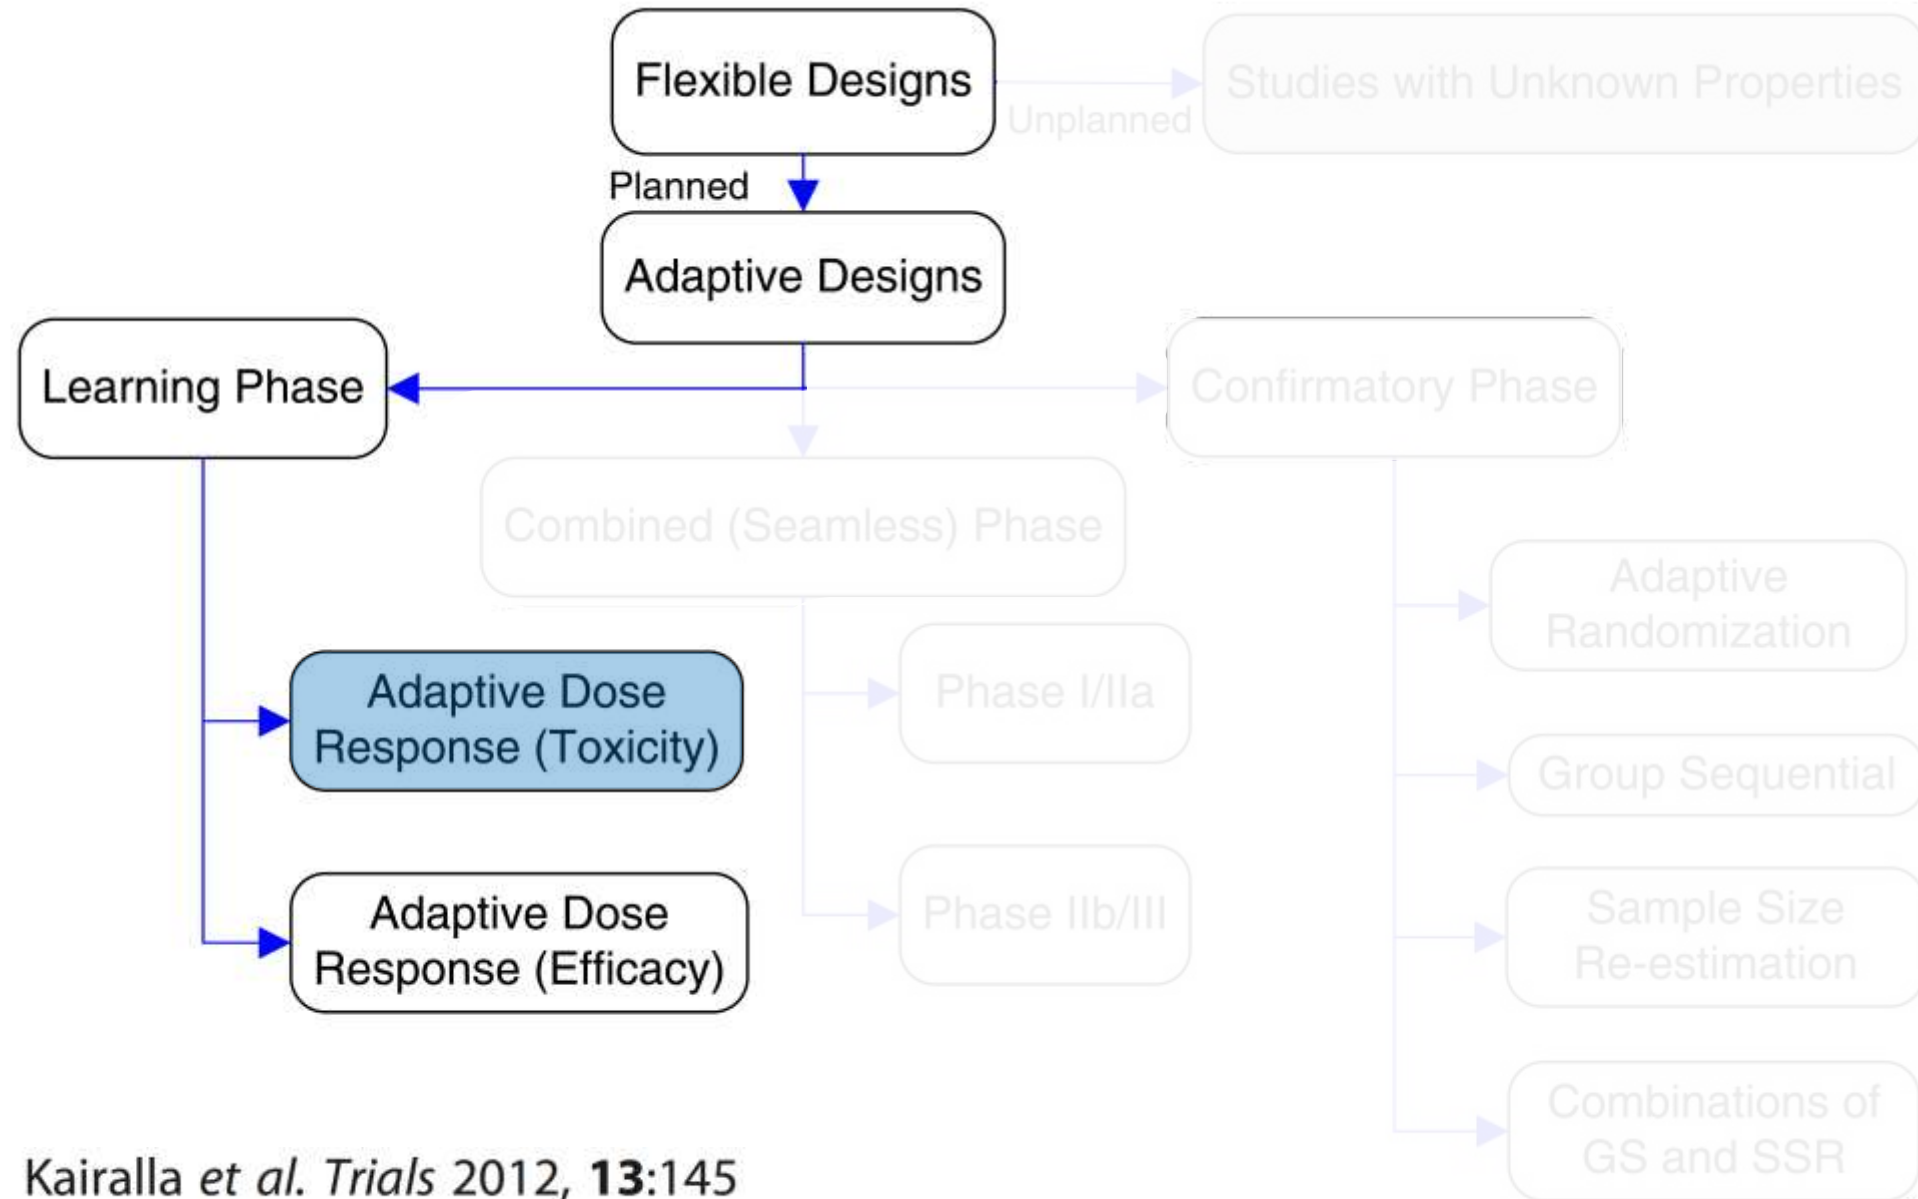 Flexible Designs
Unplanned
Studies with Unknown Properties
Planned
Adaptive Designs
Learning Phase
Confirmatory Phase
Combined (Seamless) Phase
Adaptive Dose
Response (Toxicity)
Adaptive Dose
Response (Efficacy)
Phase I/IIa
Phase IIb/III
Adaptive
Randomization
Group Sequential
Sample Size
Re-estimation
Combinations of
GS and SSR
Kairalla et al. Trials 2012, 13:145